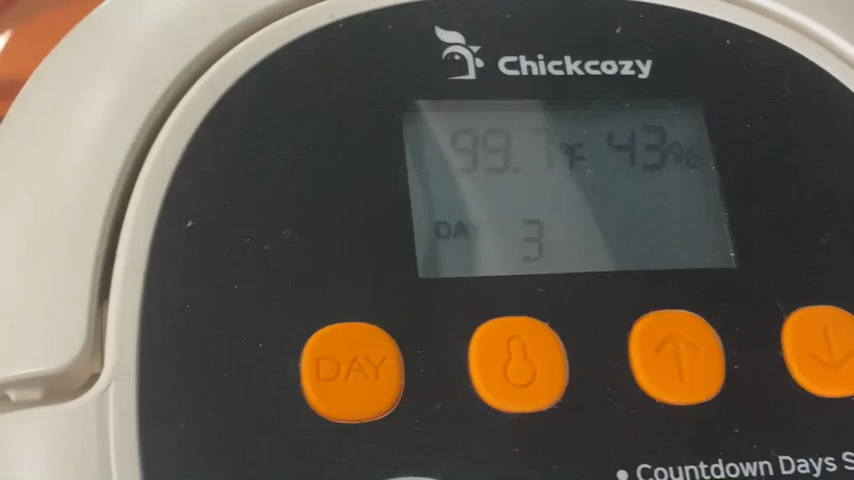 Chickcozy
99.7°F 43%
DAY 3
DAY
• Countdown Days S